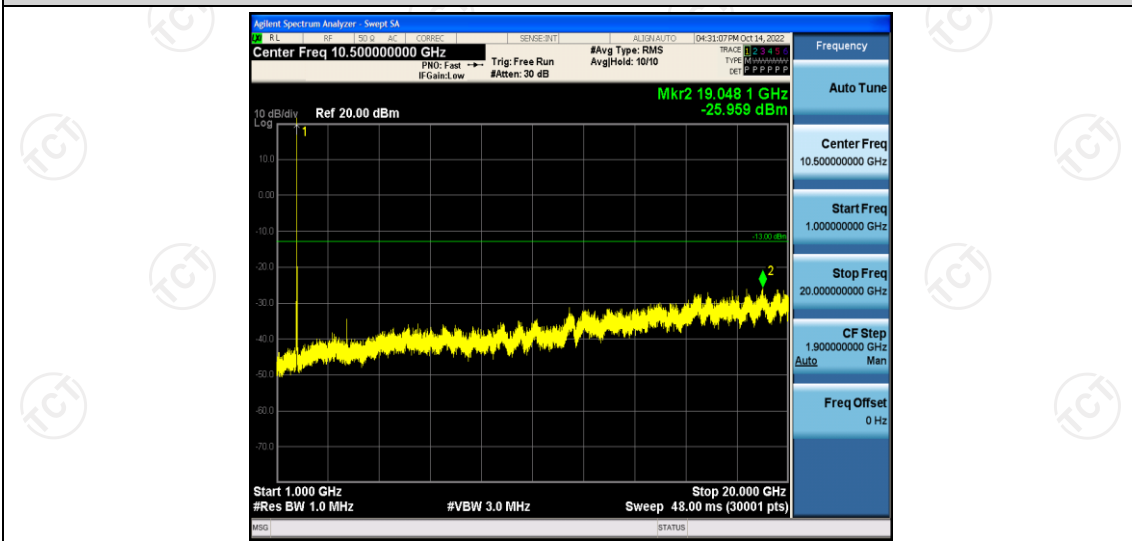 Agilent Spectrum Analyzer - Swept SA
RL RF 50 Ω AC CORREC SENSE:INT ALIGN AUTO 04:31:07 PM Oct 14, 2022
Center Freq 10.500000000 GHz
PNO: Fast
IFGain:Low
Trig: Free Run
#Atten: 30 dB
#Avg Type: RMS
Avg|Hold: 10/10
TRACE 1 2 3 4 5 6
TYPE M
DET P P P P P P
Mkr2 19.048 1 GHz
-25.959 dBm
10 dB/div Ref 20.00 dBm
Log
1
10.0
0.00
-10.0
-13.00 dBm
-20.0
2
-30.0
-40.0
-50.0
-60.0
-70.0
Start 1.000 GHz Stop 20.000 GHz
#Res BW 1.0 MHz #VBW 3.0 MHz Sweep 48.00 ms (30001 pts)
MSG STATUS
Frequency
Auto Tune
Center Freq
10.500000000 GHz
Start Freq
1.000000000 GHz
Stop Freq
20.000000000 GHz
CF Step
1.900000000 GHz
Auto Man
Freq Offset
0 Hz
TCT
TCT
TCT
TCT
TCT
TCT